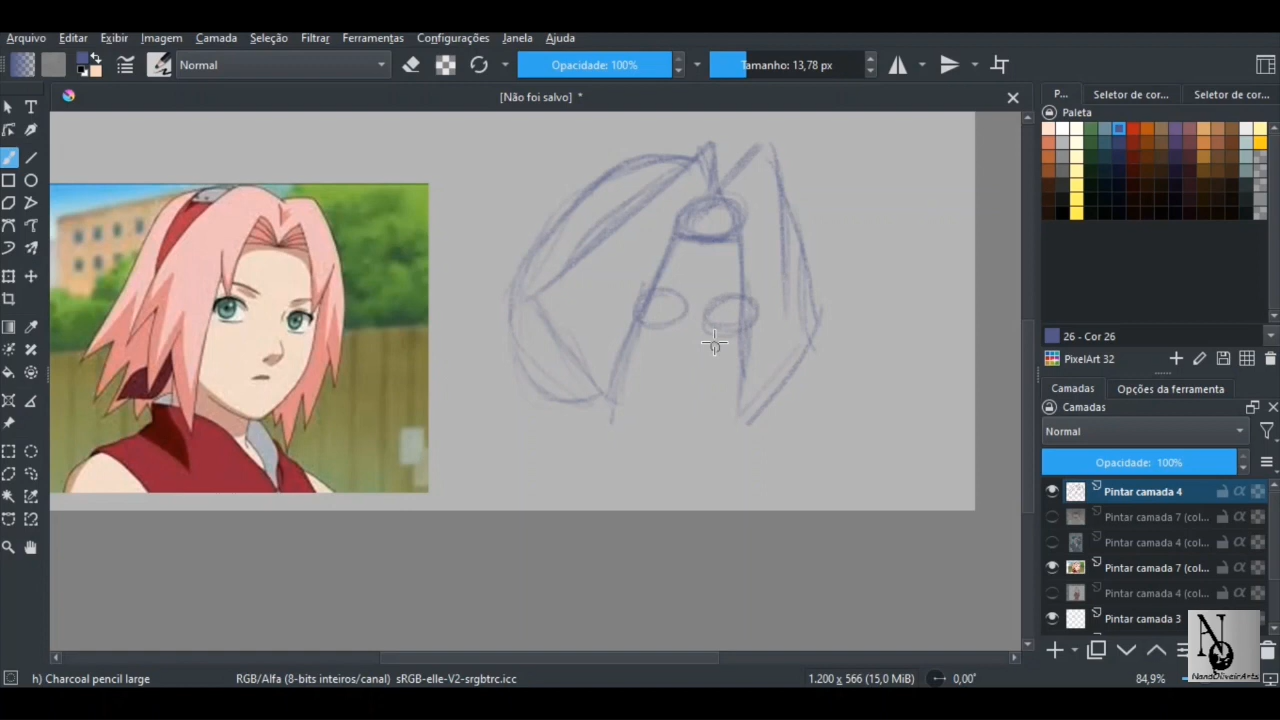 Arquivo Editar Exibir Imagem Camada Seleção Filtrar Ferramentas Configurações Janela Ajuda
Normal
Opacidade: 100%
Tamanho: 13,78 px
[Não foi salvo] *
P...
Seletor de cor...
Seletor de cor...
Paleta
26 - Cor 26
PixelArt 32
Camadas
Opções da ferramenta
Camadas
Normal
Opacidade: 100%
Pintar camada 4
Pintar camada 7 (col...
Pintar camada 4 (col...
Pintar camada 7 (col...
Pintar camada 4 (col...
Pintar camada 3
NandOliveirArts
h) Charcoal pencil large
RGB/Alfa (8-bits inteiros/canal) sRGB-elle-V2-srgbtrc.icc
1.200 x 566 (15,0 MiB)
0,00°
84,9%